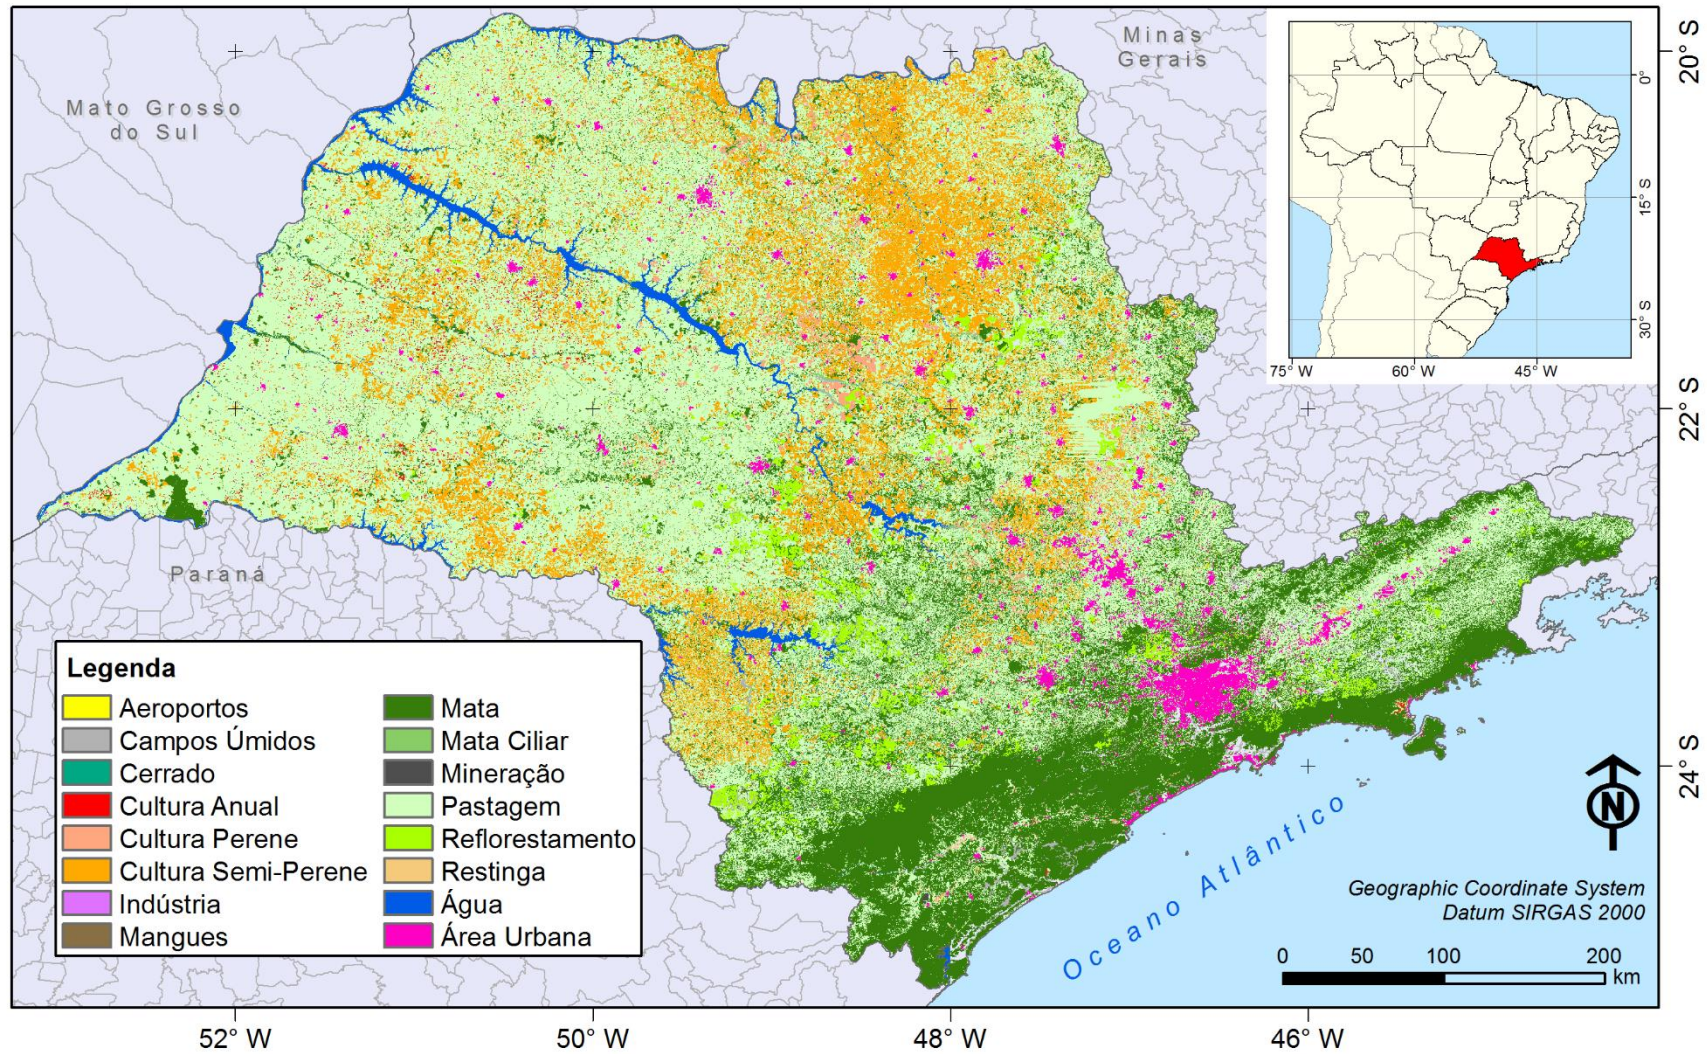 Mato Grosso
do Sul
Minas
Gerais
Paraná
0°
15° S
30° S
75° W
60° W
45° W
20° S
22° S
24° S
Legenda
Aeroportos
Campos Úmidos
Cerrado
Cultura Anual
Cultura Perene
Cultura Semi-Perene
Indústria
Mangues
Mata
Mata Ciliar
Mineração
Pastagem
Reflorestamento
Restinga
Água
Área Urbana
Oceano Atlântico
N
Geographic Coordinate System
Datum SIRGAS 2000
0 50 100 200
km
52° W
50° W
48° W
46° W